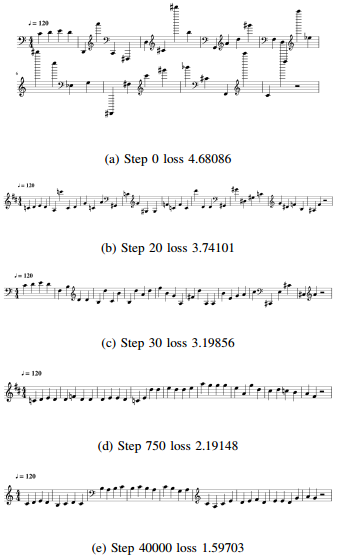 ♩ = 120
(a) Step 0 loss 4.68086
♩ = 120
(b) Step 20 loss 3.74101
♩ = 120
(c) Step 30 loss 3.19856
♩ = 120
(d) Step 750 loss 2.19148
♩ = 120
(e) Step 40000 loss 1.59703